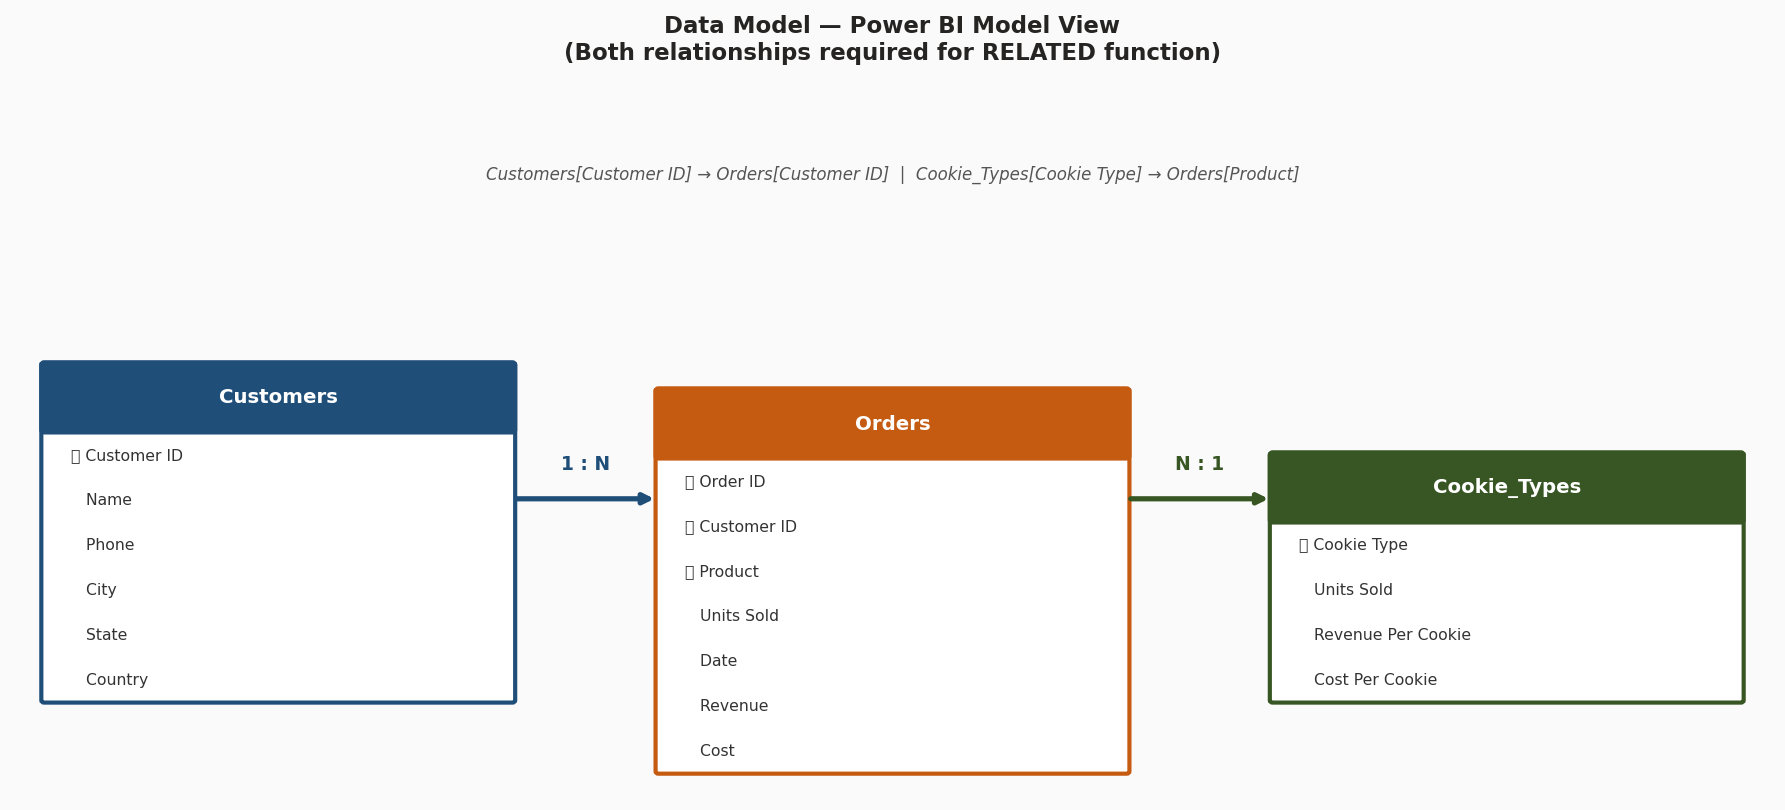 Data Model — Power BI Model View
(Both relationships required for RELATED function)
Customers[Customer ID] → Orders[Customer ID]  |  Cookie_Types[Cookie Type] → Orders[Product]
Customers
Customer ID
Name
Phone
City
State
Country
1 : N
Orders
Order ID
Customer ID
Product
Units Sold
Date
Revenue
Cost
N : 1
Cookie_Types
Cookie Type
Units Sold
Revenue Per Cookie
Cost Per Cookie